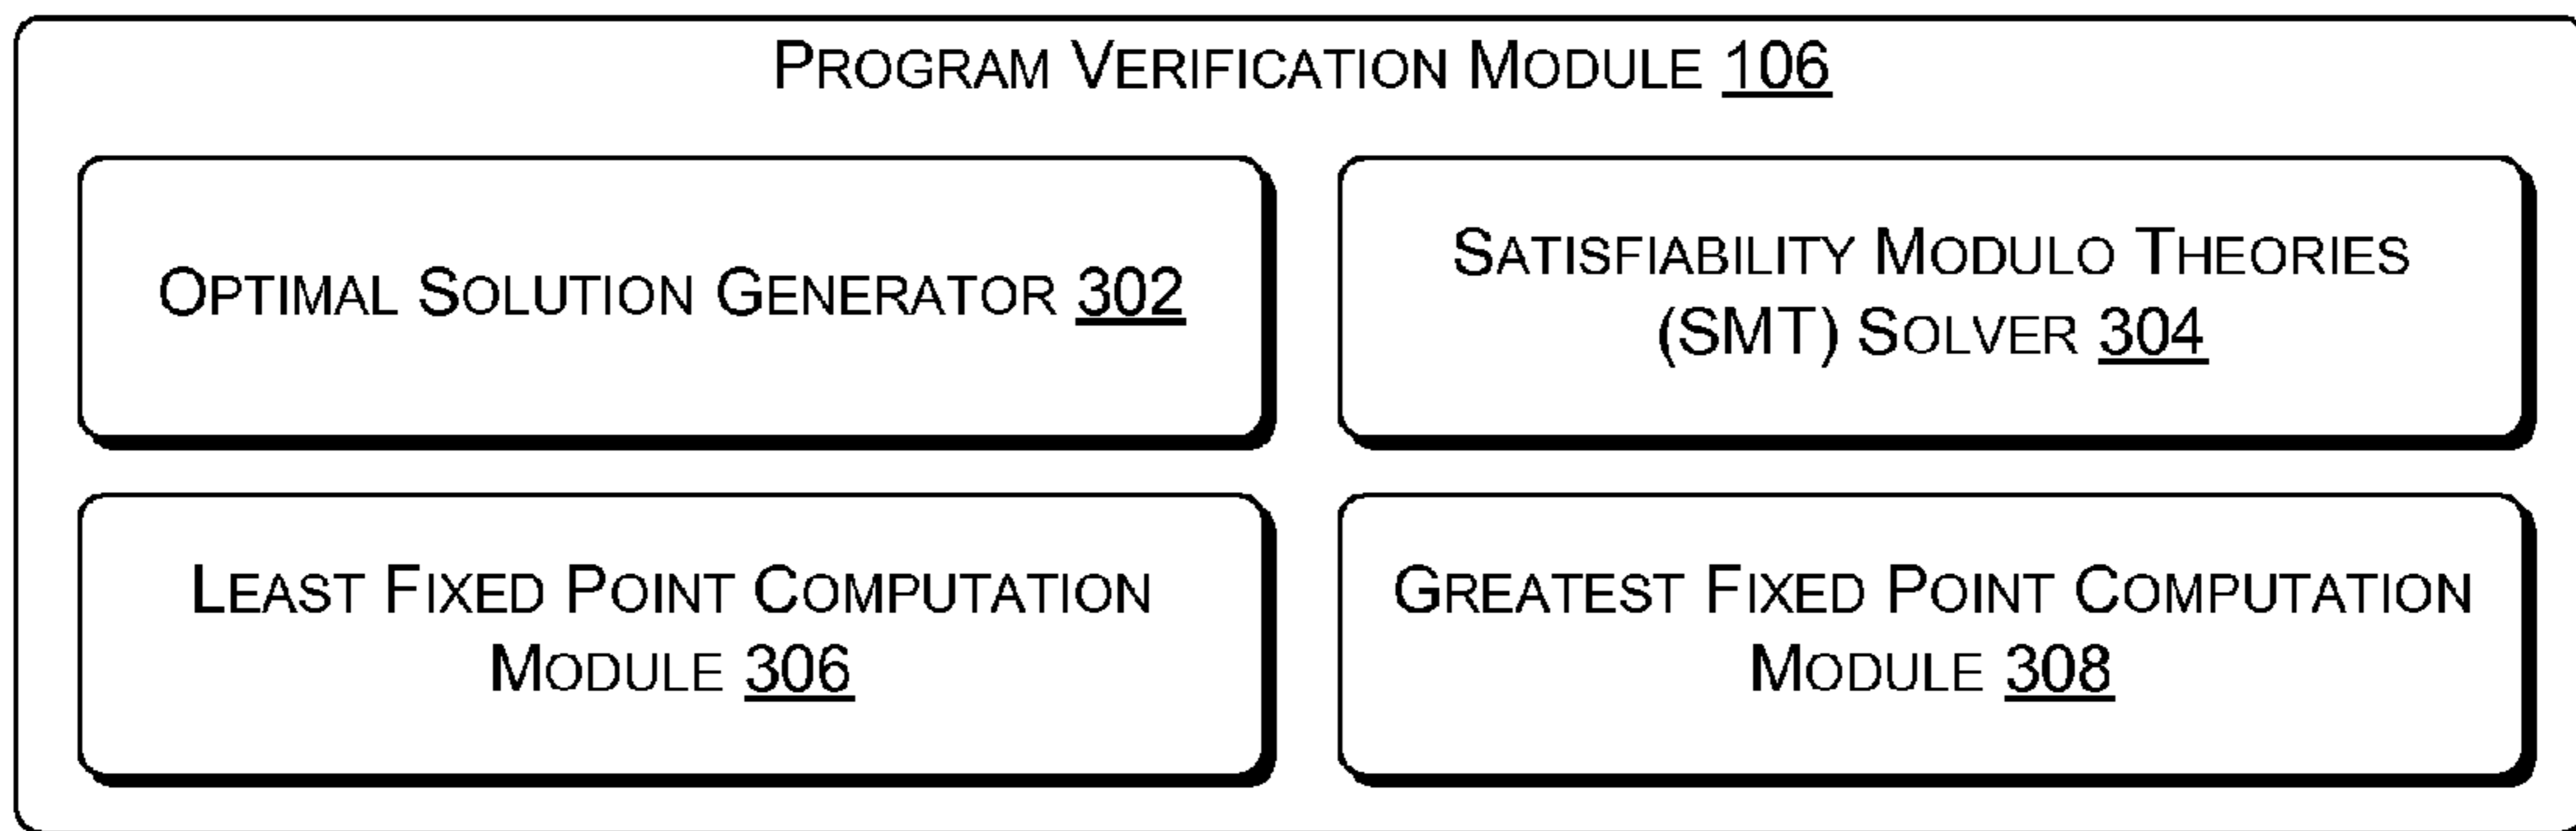 PROGRAM VERIFICATION MODULE 106
OPTIMAL SOLUTION GENERATOR 302
SATISFIABILITY MODULO THEORIES
(SMT) SOLVER 304
LEAST FIXED POINT COMPUTATION
MODULE 306
GREATEST FIXED POINT COMPUTATION
MODULE 308